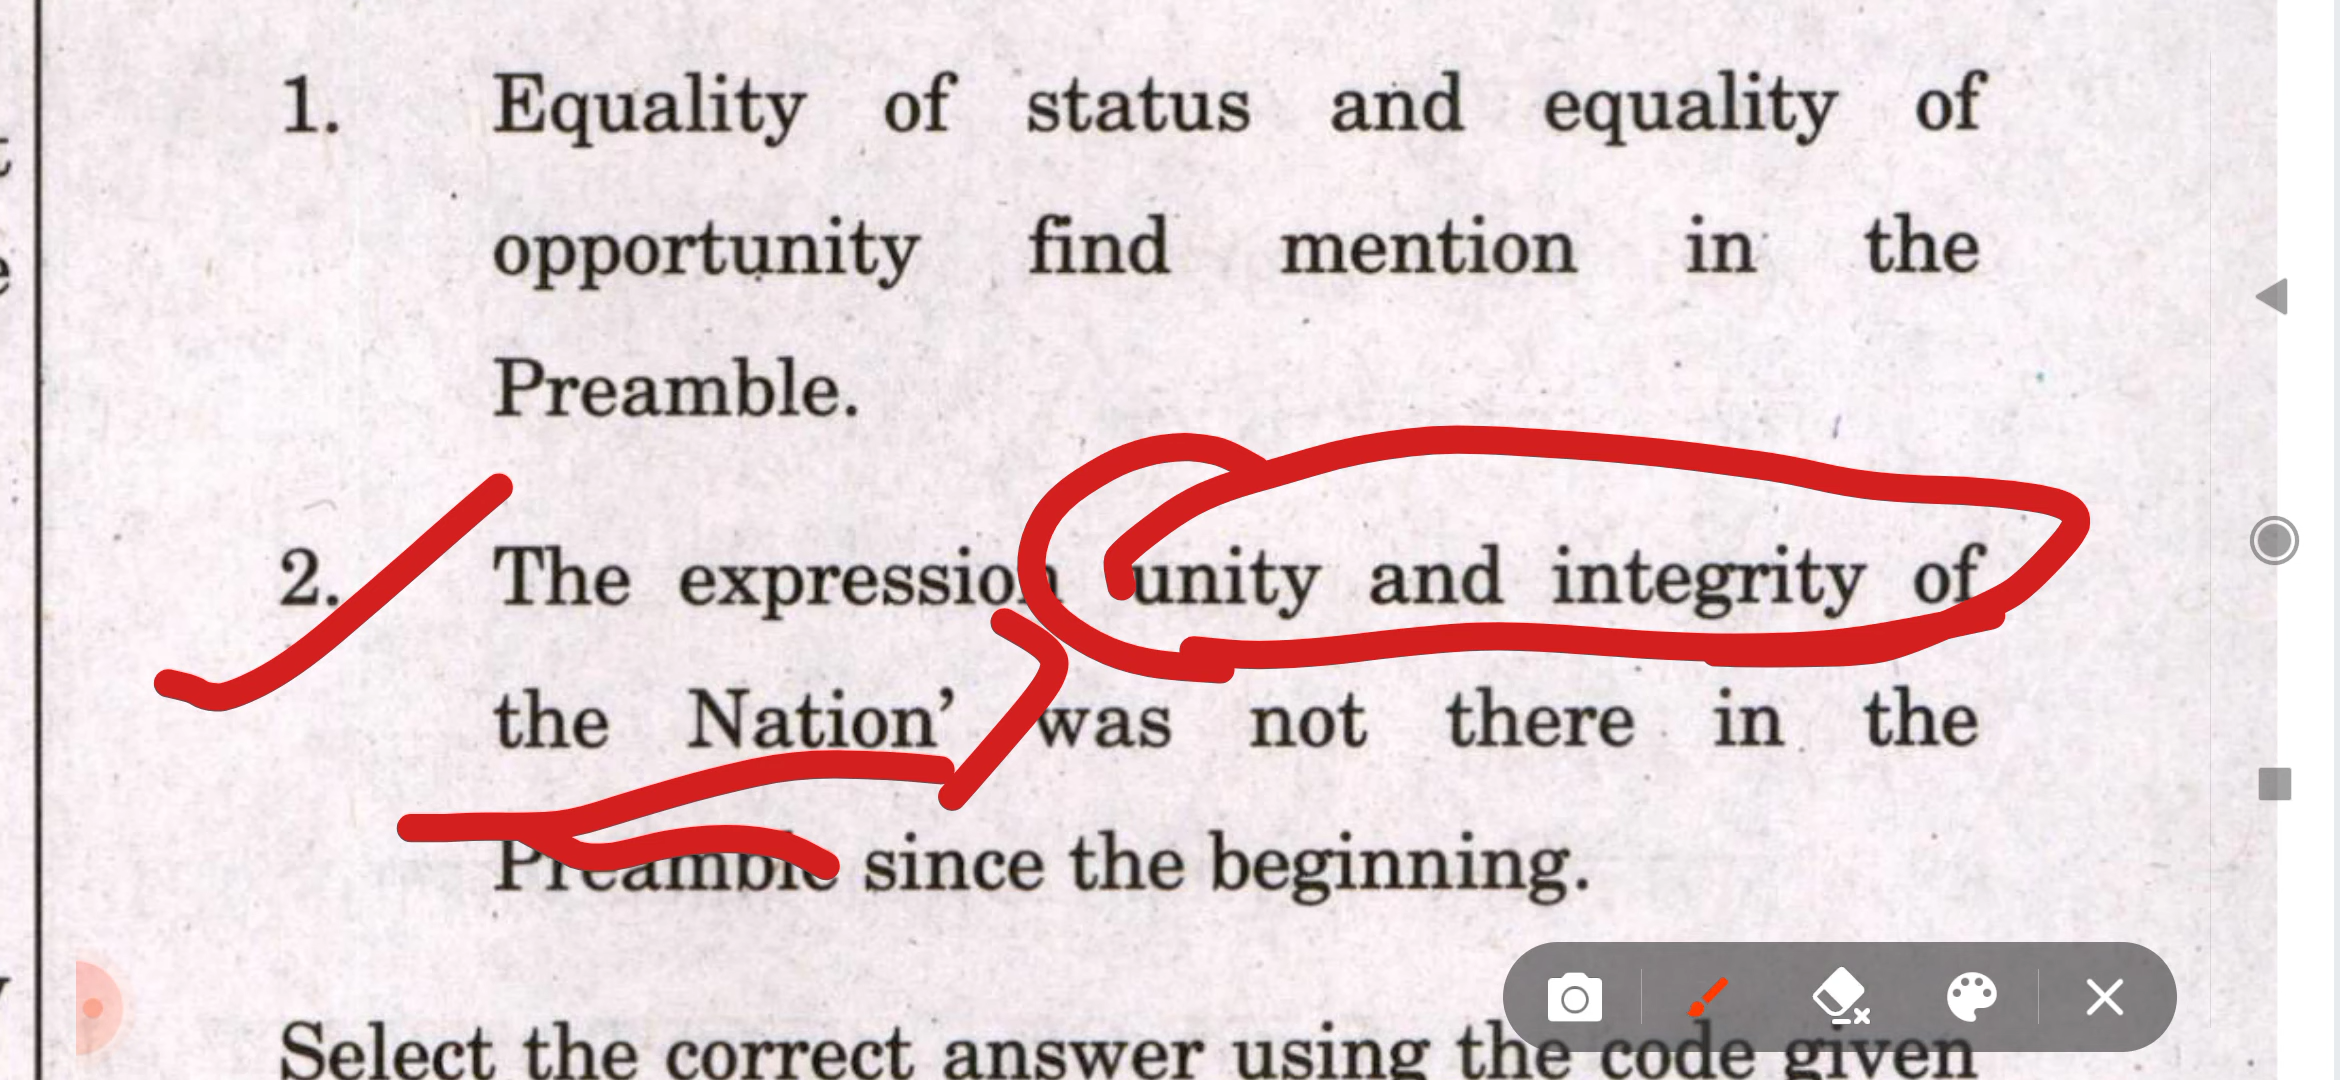 1. Equality of status and equality of
opportunity find mention in the
Preamble.
2. The expression unity and integrity of
the Nation’ was not there in the
Preamble since the beginning.
Select the correct answer using the code given